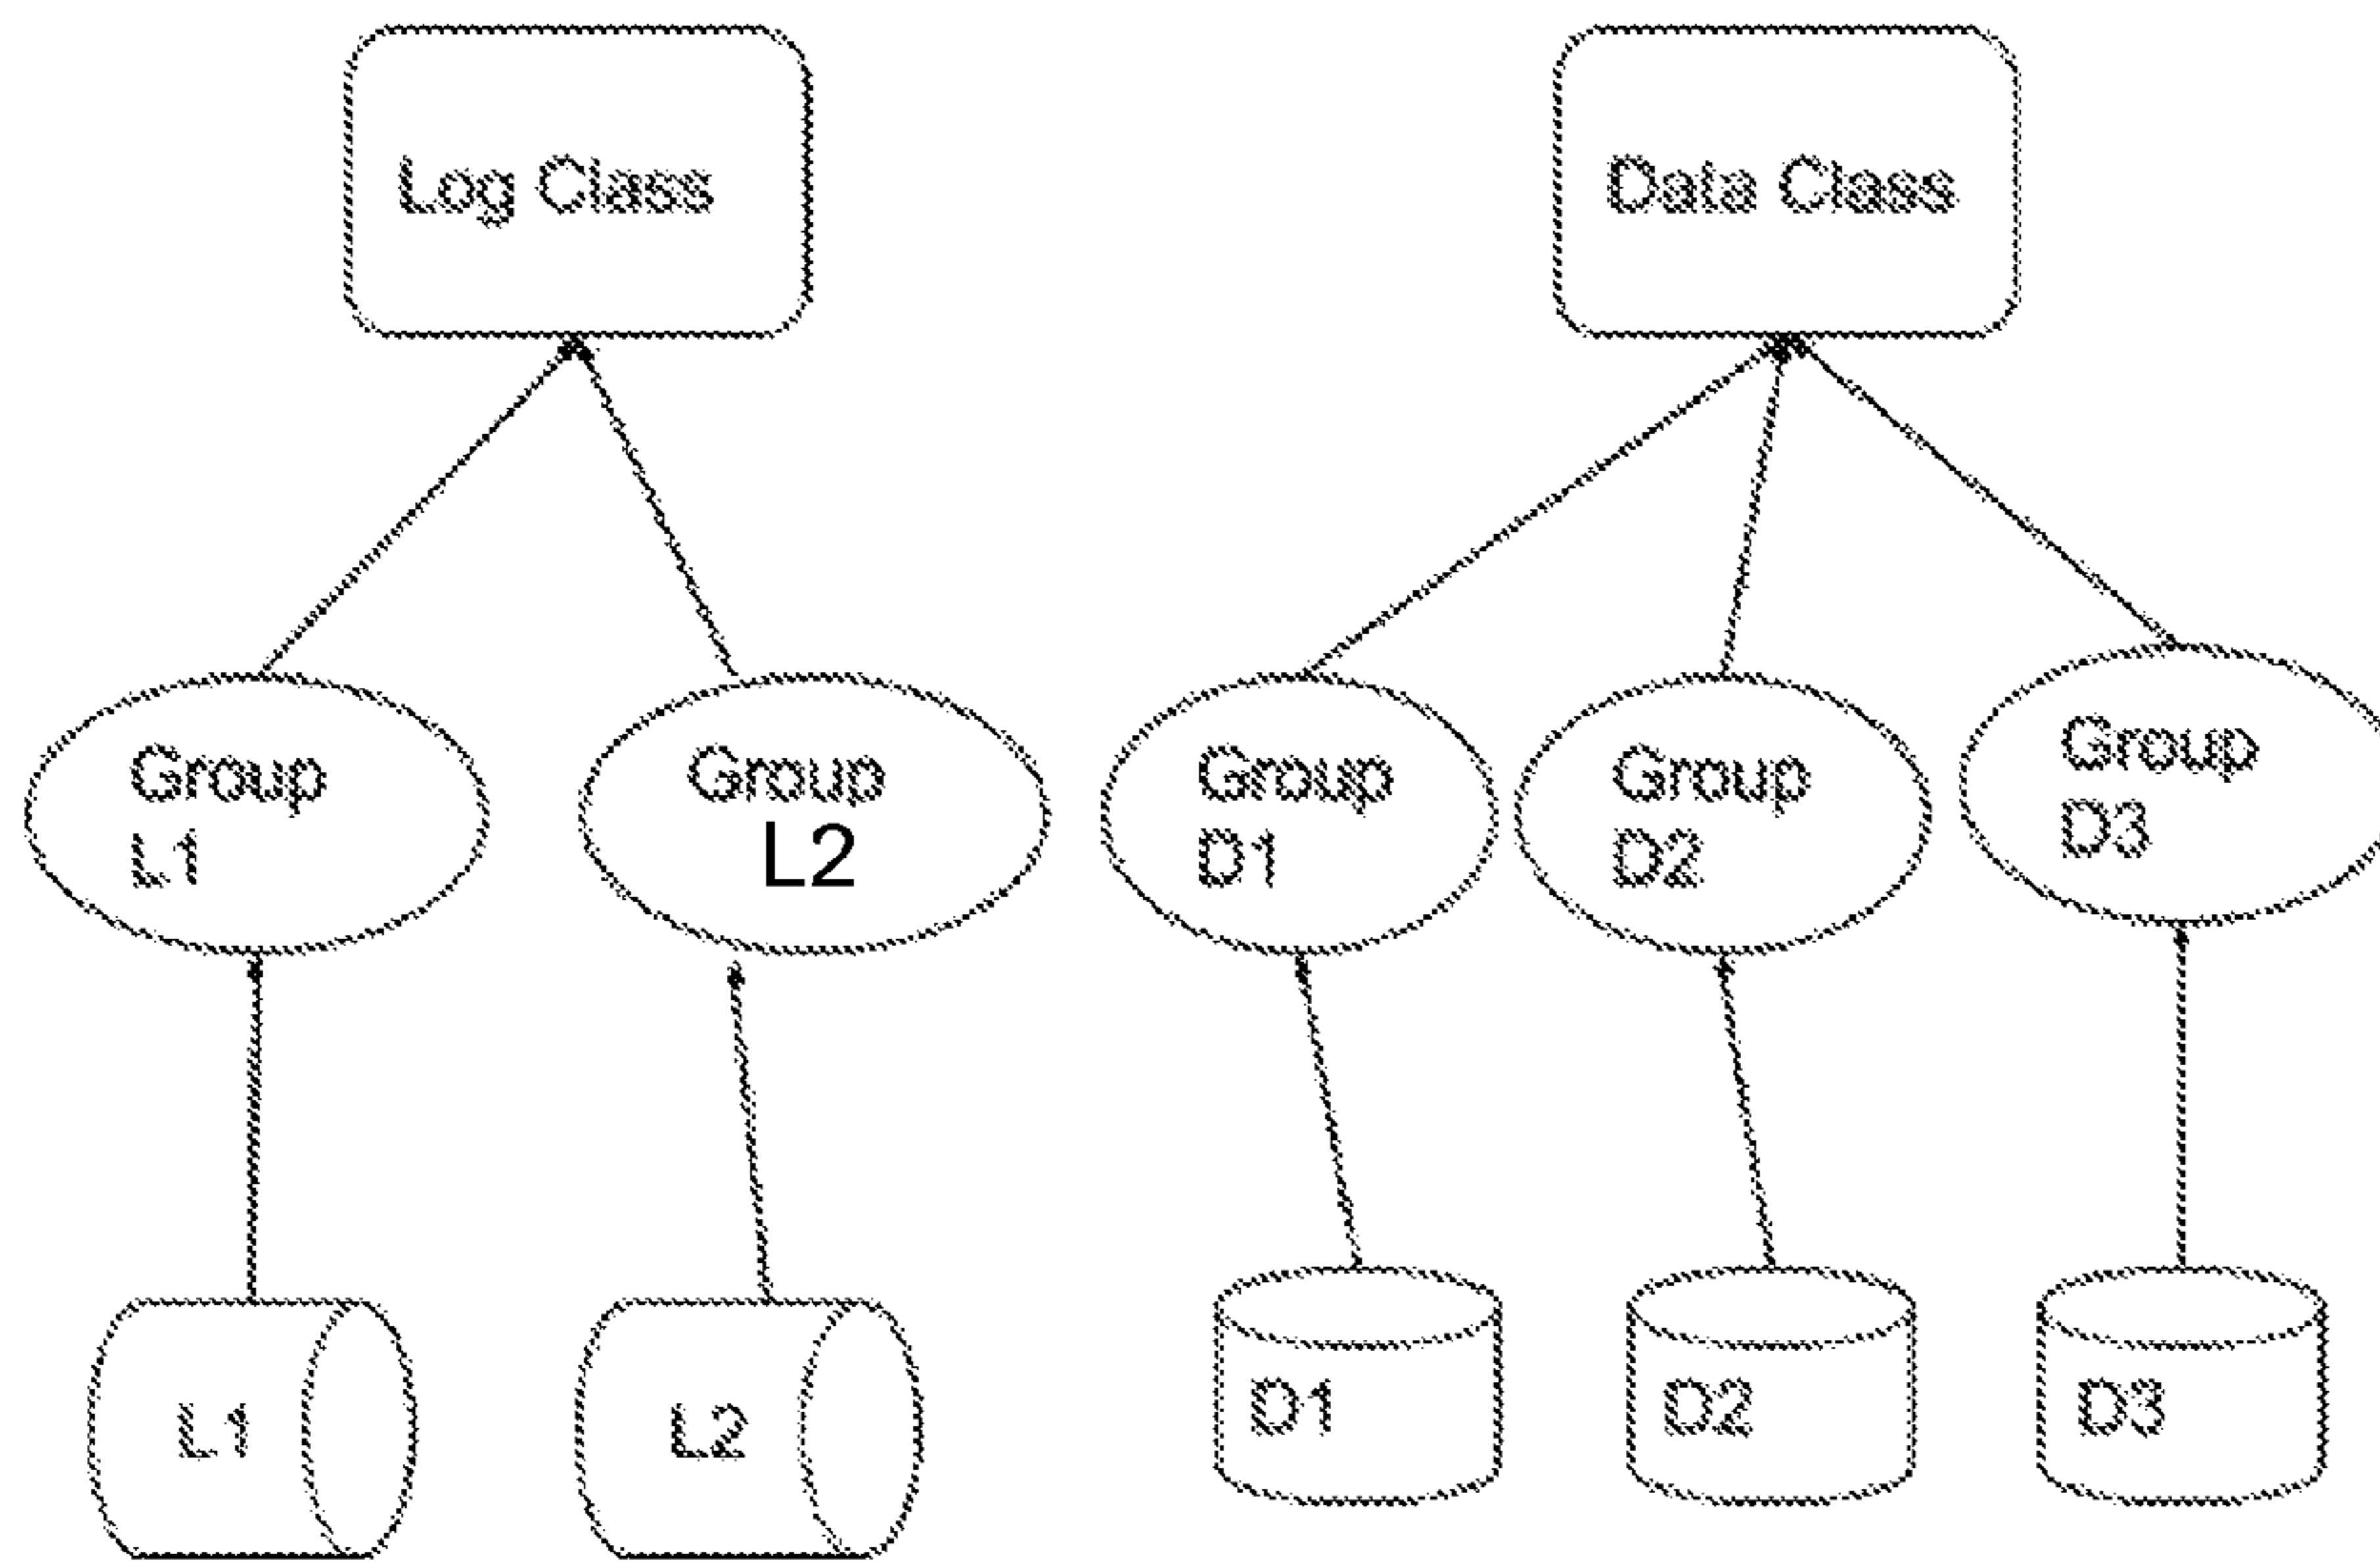 Log Class
Data Class
Group
L1
Group
L2
Group
D1
Group
D2
Group
D3
L1
L2
D1
D2
D3